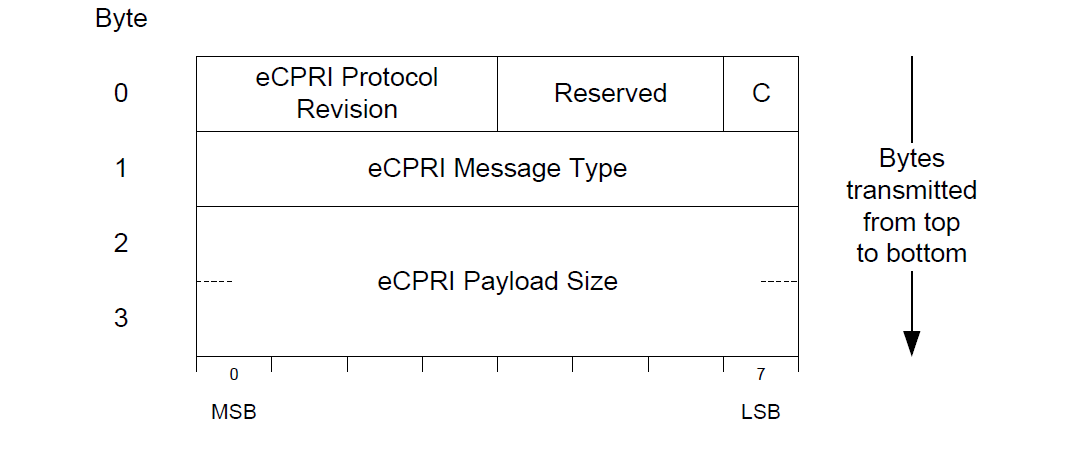 Byte
0
eCPRI Protocol
Revision
Reserved
C
1
eCPRI Message Type
2
eCPRI Payload Size
3
0
7
MSB
LSB
Bytes
transmitted
from top
to bottom